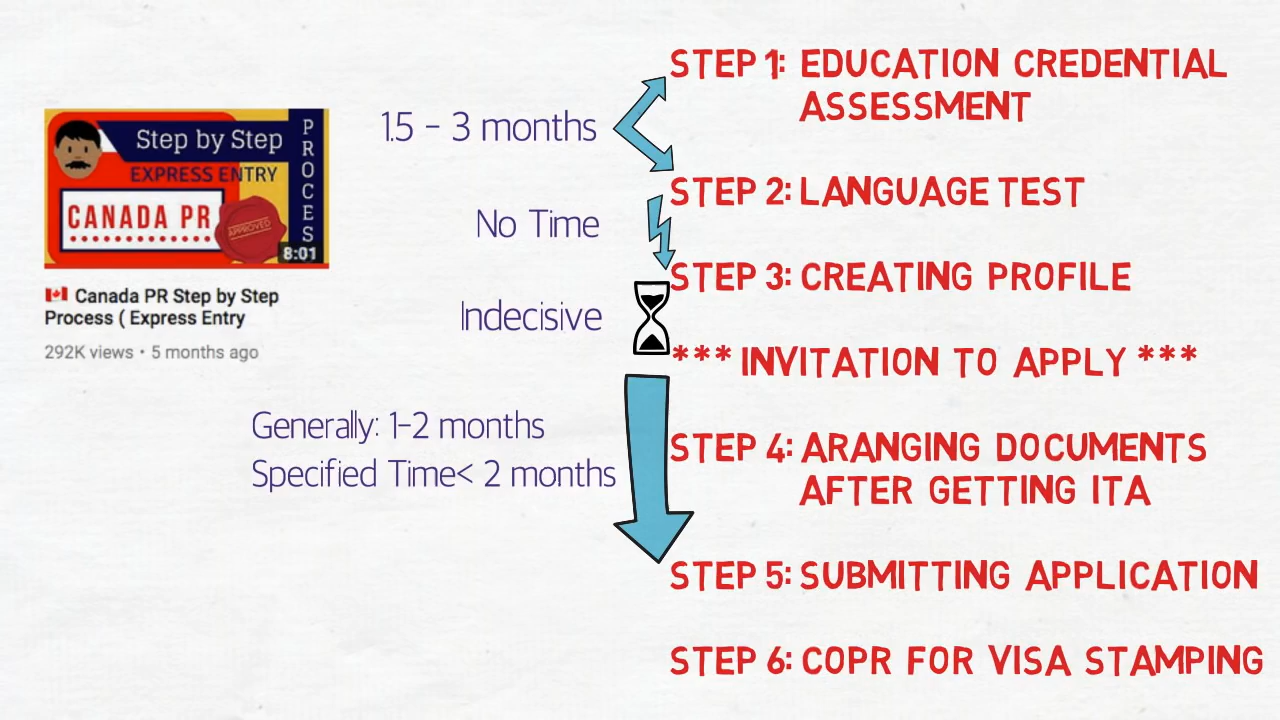 Step by Step
EXPRESS ENTRY
CANADA PR
APPROVED
PROCESS
8:01
Canada PR Step by Step
Process ( Express Entry
292K views • 5 months ago
1.5 - 3 months
No Time
Indecisive
Generally: 1-2 months
Specified Time< 2 months
STEP 1: EDUCATION CREDENTIAL
ASSESSMENT
STEP 2: LANGUAGE TEST
STEP 3: CREATING PROFILE
*** INVITATION TO APPLY ***
STEP 4: ARANGING DOCUMENTS
AFTER GETTING ITA
STEP 5: SUBMITTING APPLICATION
STEP 6: COPR FOR VISA STAMPING